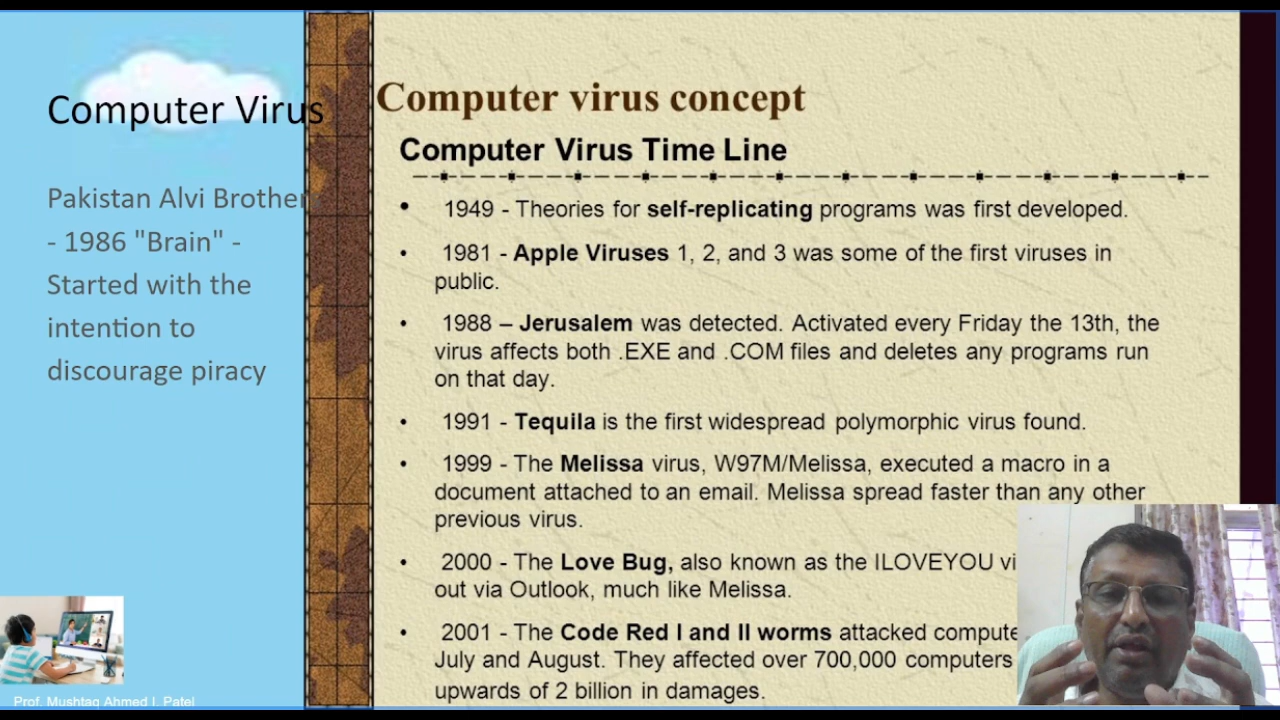 Computer Virus
Pakistan Alvi Brothers
- 1986 "Brain" -
Started with the
intention to
discourage piracy
Prof. Mushtaq Ahmed I. Patel
Computer virus concept
Computer Virus Time Line
• 1949 - Theories for self-replicating programs was first developed.
• 1981 - Apple Viruses 1, 2, and 3 was some of the first viruses in
public.
• 1988 – Jerusalem was detected. Activated every Friday the 13th, the
virus affects both .EXE and .COM files and deletes any programs run
on that day.
• 1991 - Tequila is the first widespread polymorphic virus found.
• 1999 - The Melissa virus, W97M/Melissa, executed a macro in a
document attached to an email. Melissa spread faster than any other
previous virus.
• 2000 - The Love Bug, also known as the ILOVEYOU
out via Outlook, much like Melissa.
• 2001 - The Code Red I and II worms attacked
July and August. They affected over 700,000 computers
upwards of 2 billion in damages.